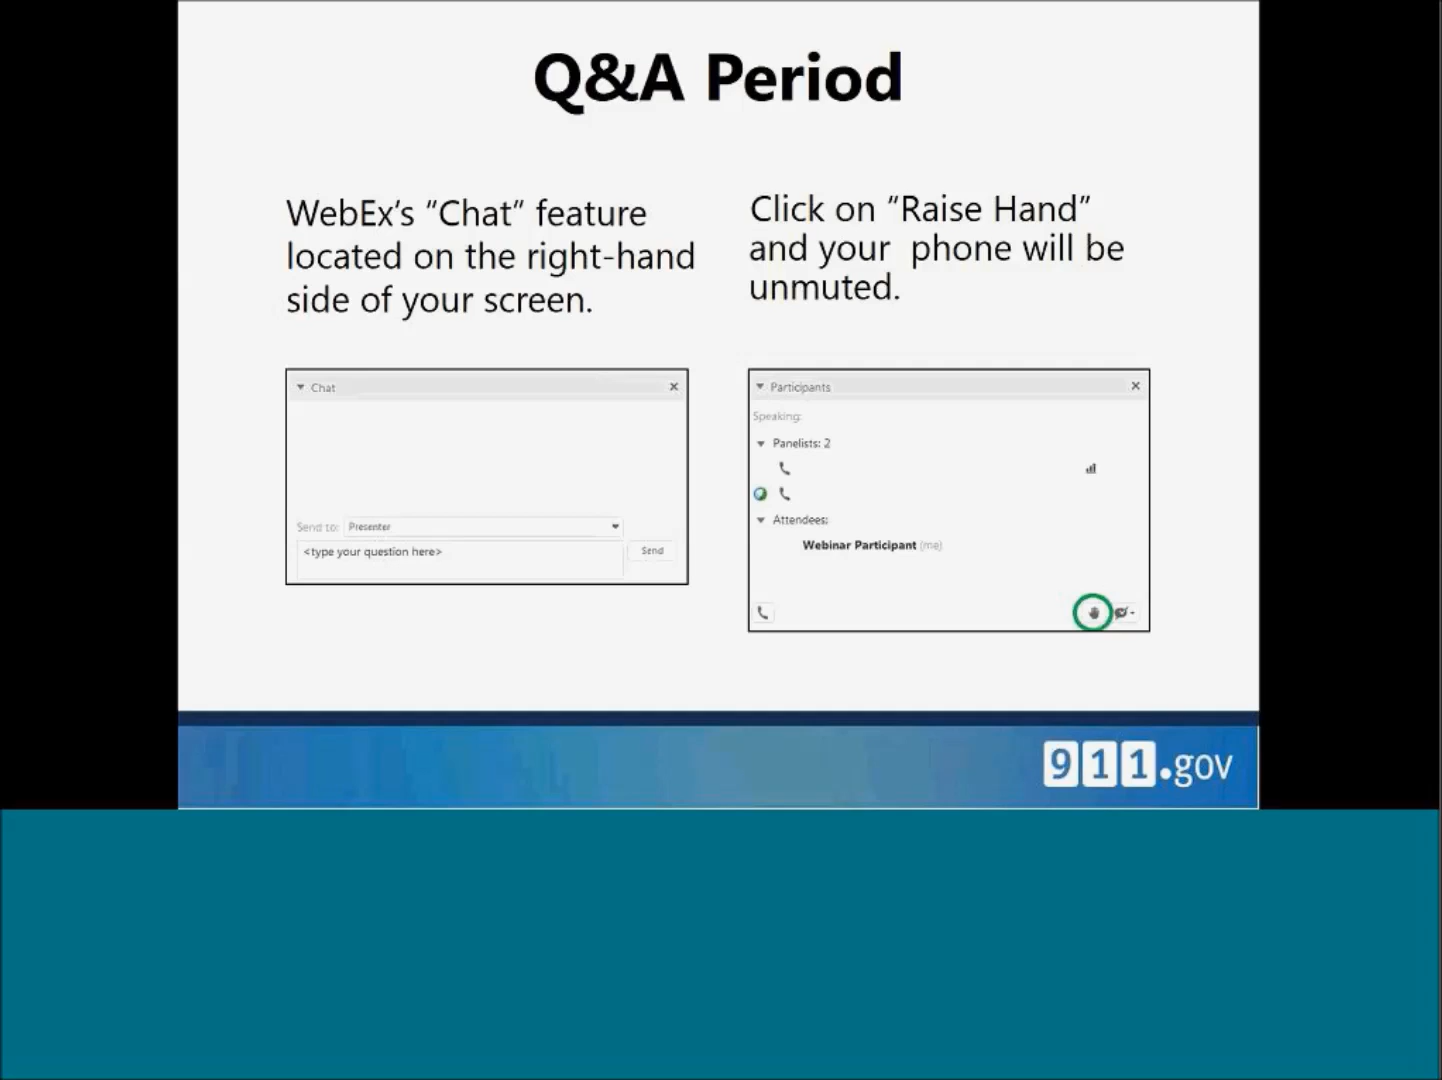 Q&A Period
WebEx’s “Chat” feature
located on the right-hand
side of your screen.
Click on “Raise Hand”
and your  phone will be
unmuted.
Chat
Send to: Presenter
<type your question here>
Send
Participants
Speaking:
Panelists: 2
Attendees:
Webinar Participant (me)
911.gov